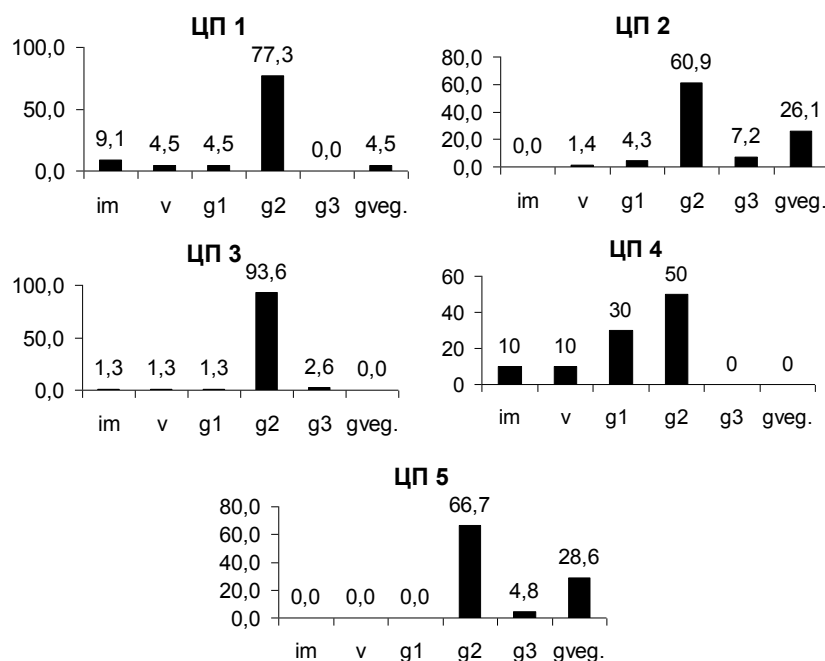 ЦП 1
100,0
50,0
0,0
9,1 4,5 4,5 77,3 0,0 4,5
im v g1 g2 g3 gveg.
ЦП 2
80,0
60,0
40,0
20,0
0,0
0,0 1,4 4,3 60,9 7,2 26,1
im v g1 g2 g3 gveg.
ЦП 3
100,0
50,0
0,0
1,3 1,3 1,3 93,6 2,6 0,0
im v g1 g2 g3 gveg.
ЦП 4
60
40
20
0
10 10 30 50 0 0
im v g1 g2 g3 gveg.
ЦП 5
80,0
60,0
40,0
20,0
0,0
0,0 0,0 0,0 66,7 4,8 28,6
im v g1 g2 g3 gveg.